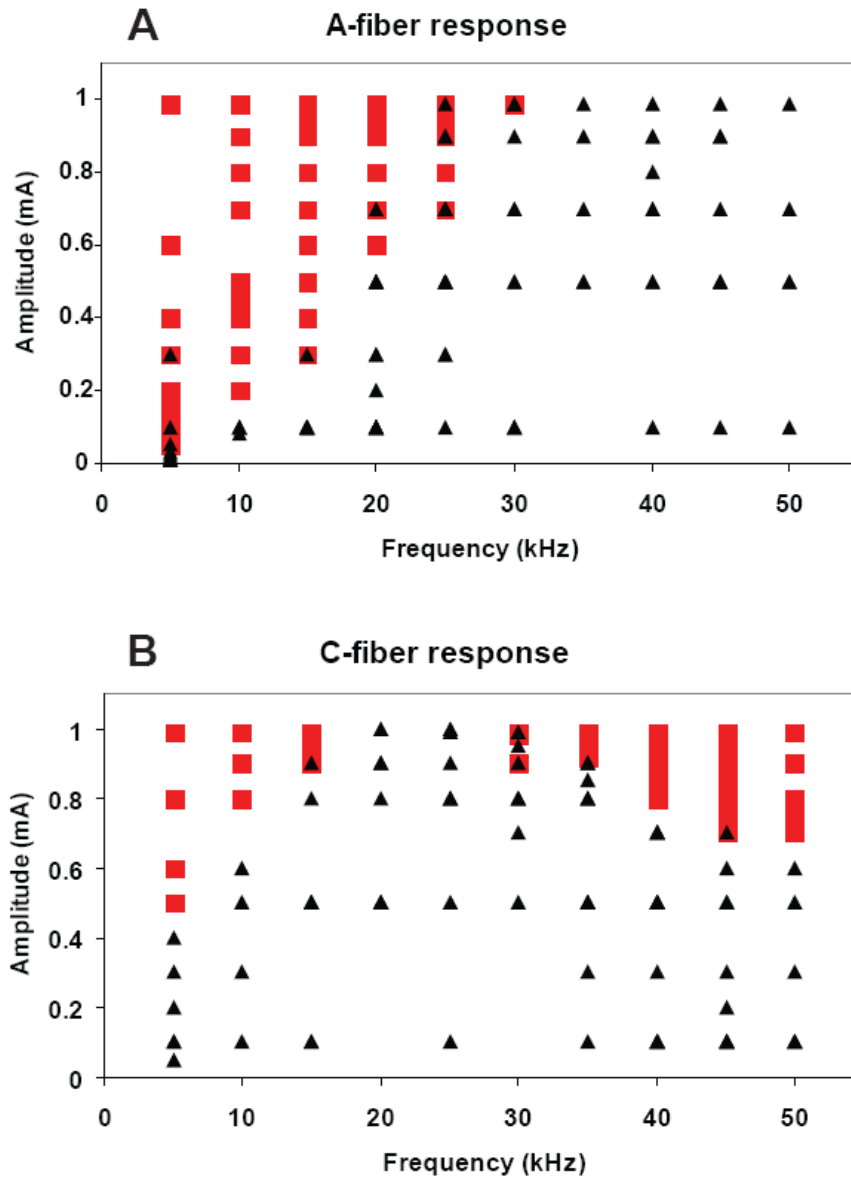 A
A-fiber response
1
0.8
0.6
0.4
0.2
0
Amplitude (mA)
0 10 20 30 40 50
Frequency (kHz)
B
C-fiber response
1
0.8
0.6
0.4
0.2
0
Amplitude (mA)
0 10 20 30 40 50
Frequency (kHz)